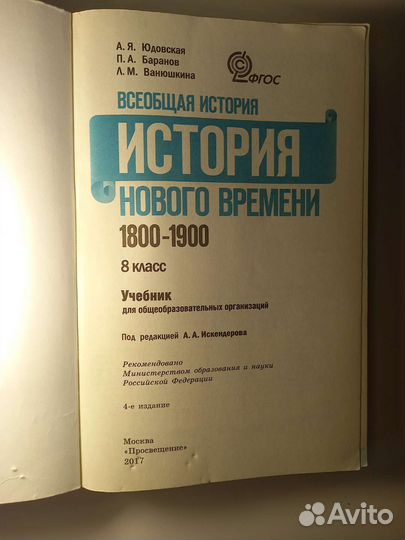 А. Я. Юдовская
П. А. Баранов
Л. М. Ванюшкина
ФГОС
ВСЕОБЩАЯ ИСТОРИЯ
ИСТОРИЯ
НОВОГО ВРЕМЕНИ
1800-1900
8 класс
Учебник
для общеобразовательных организаций
Под редакцией А. А. Искендерова
Рекомендовано
Министерством образования и науки
Российской Федерации
4-е издание
Москва
«Просвещение»
2017
Avito